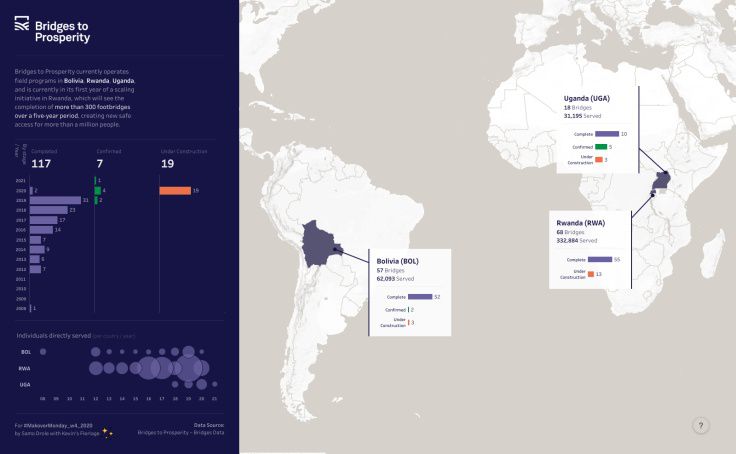 Bridges to
Prosperity
Bridges to Prosperity currently operates
field programs in Bolivia, Rwanda, Uganda,
and is currently in its first year of a scaling
initiative in Rwanda, which will see the
completion of more than 300 footbridges
over a five-year period, creating new safe
access for more than a million people.
By stage
/ Year
Completed
117
Confirmed
7
Under Construction
19
2021 1
2020 2 4 19
2019 31 2
2018 23
2017 17
2016 14
2015 7
2014 9
2013 6
2012 7
2011
2010
2009
2008 1
Individuals directly served (per country / year)
BOL
RWA
UGA
08 09 10 11 12 13 14 15 16 17 18 19 20 21
For #MakoverMonday_w4_2020
by Samo Drole with Kevin's Flerlage
Data Source:
Bridges to Prosperity – Bridges Data
Uganda (UGA)
18 Bridges
31,195 Served
Complete 10
Confirmed 5
Under
Construction 3
Rwanda (RWA)
68 Bridges
332,884 Served
Complete 55
Under
Construction 13
Bolivia (BOL)
57 Bridges
62,093 Served
Complete 52
Confirmed 2
Under
Construction 3
?